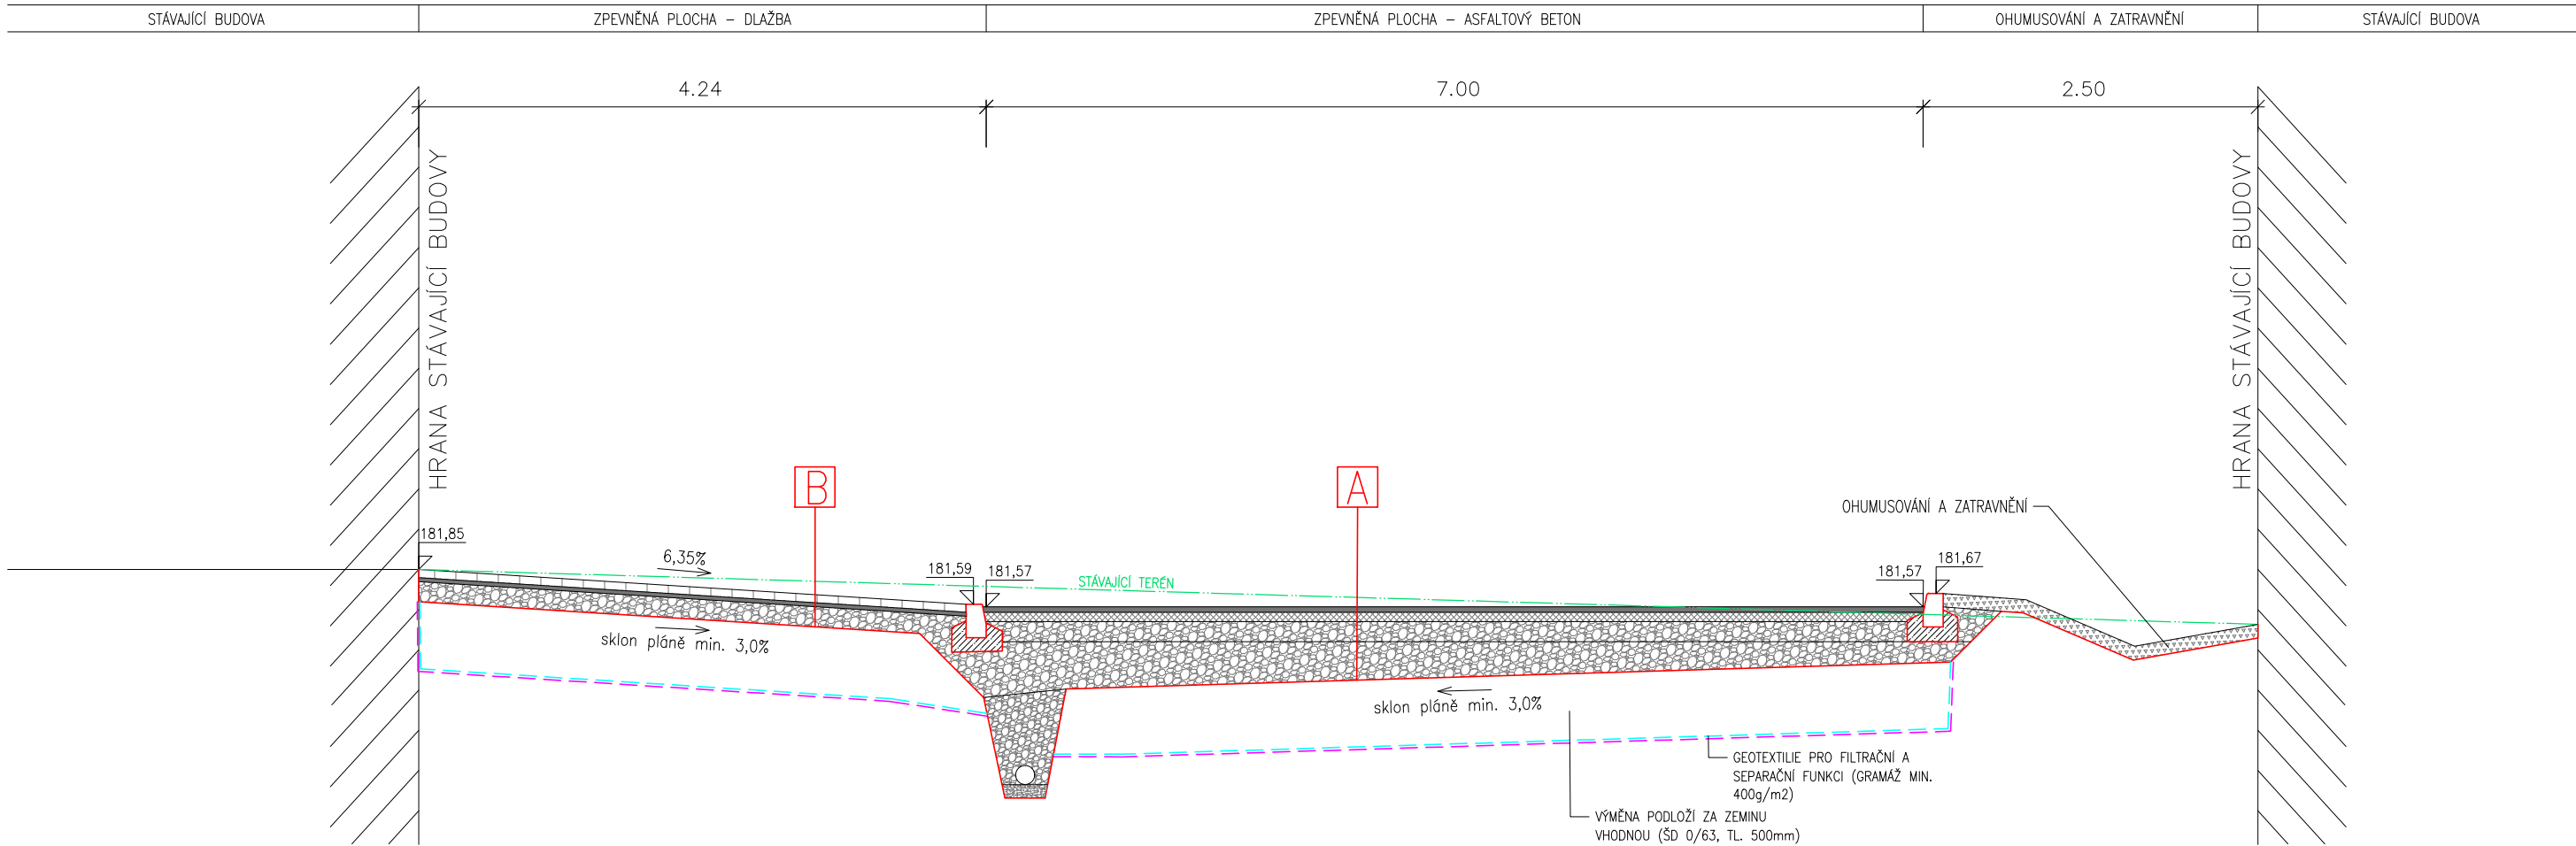 STÁVAJÍCÍ BUDOVA
ZPEVNĚNÁ PLOCHA – DLAŽBA
ZPEVNĚNÁ PLOCHA – ASFALTOVÝ BETON
OHUMUSOVÁNÍ A ZATRAVNĚNÍ
STÁVAJÍCÍ BUDOVA
4.24
7.00
2.50
HRANA STÁVAJÍCÍ BUDOVY
HRANA STÁVAJÍCÍ BUDOVY
B
A
OHUMUSOVÁNÍ A ZATRAVNĚNÍ
181,85
6,35%
181,59
181,57
STÁVAJÍCÍ TERÉN
181,57
181,67
sklon pláně min. 3,0%
sklon pláně min. 3,0%
GEOTEXTILIE PRO FILTRAČNÍ A
SEPARAČNÍ FUNKCI (GRAMÁŽ MIN.
400g/m2)
VÝMĚNA PODLOŽÍ ZA ZEMINU
VHODNOU (ŠD 0/63, TL. 500mm)